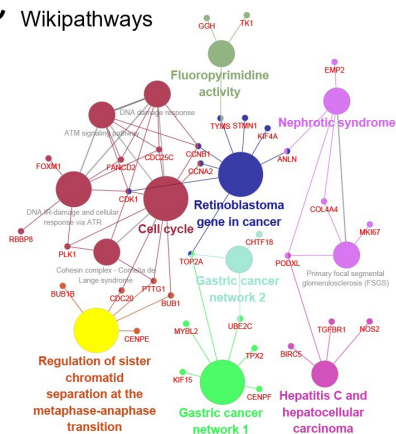 Wikipathways
GGH
TK1
Fluoropyrimidine
activity
EMP2
DNA damage response
ATM signaling pathway
TYMS
STMN1
KIF4A
Nephrotic syndrome
FOXM1
FANCD2
CDC25C
CCNB1
CCNA2
ANLN
CDK1
Retinoblastoma
gene in cancer
COL4A4
DNA IR-damage and cellular
response via ATR
Cell cycle
RBBP8
PLK1
CHTF18
MKI67
TOP2A
PODXL
Cohesin complex - Cornelia de
Lange syndrome
Gastric cancer
network 2
Primary focal segmental
glomerulosclerosis (FSGS)
BUB1B
CDC20
PTTG1
BUB1
UBE2C
MYBL2
TGFBR1
NOS2
CENPE
TPX2
BIRC5
Regulation of sister
chromatid
separation at the
metaphase-anaphase
transition
KIF15
CENPF
Gastric cancer
network 1
Hepatitis C and
hepatocellular
carcinoma